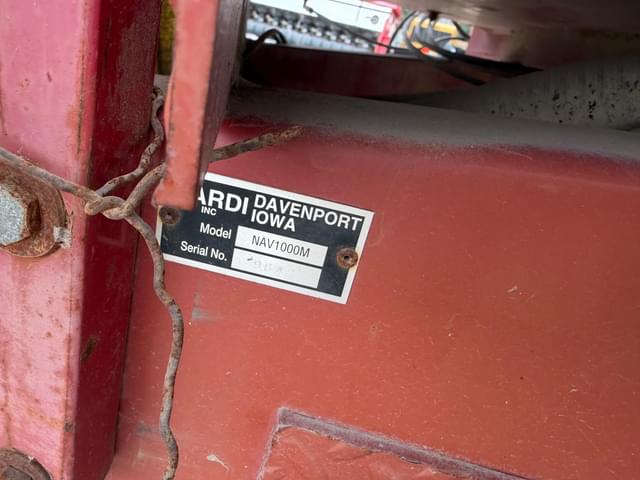 ARDI DAVENPORT
INC IOWA
Model NAV1000M
Serial No.